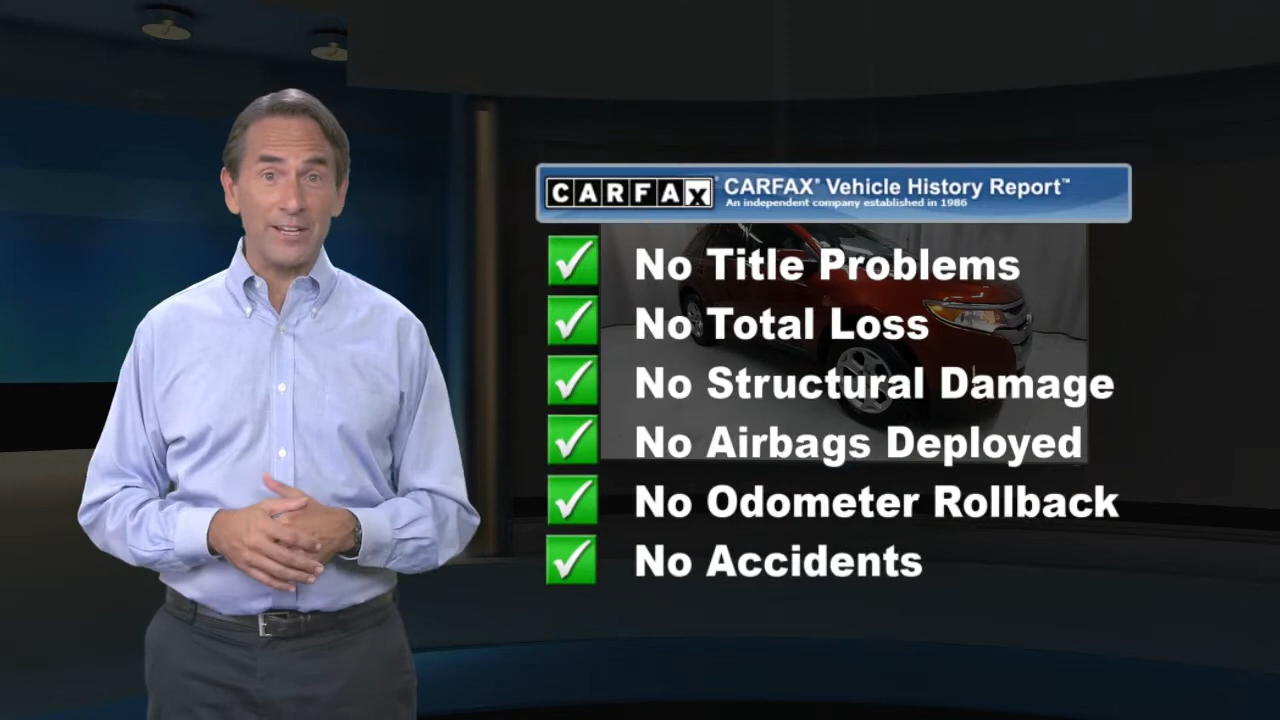 CARFAX® CARFAX® Vehicle History Report™
An independent company established in 1986
No Title Problems
No Total Loss
No Structural Damage
No Airbags Deployed
No Odometer Rollback
No Accidents